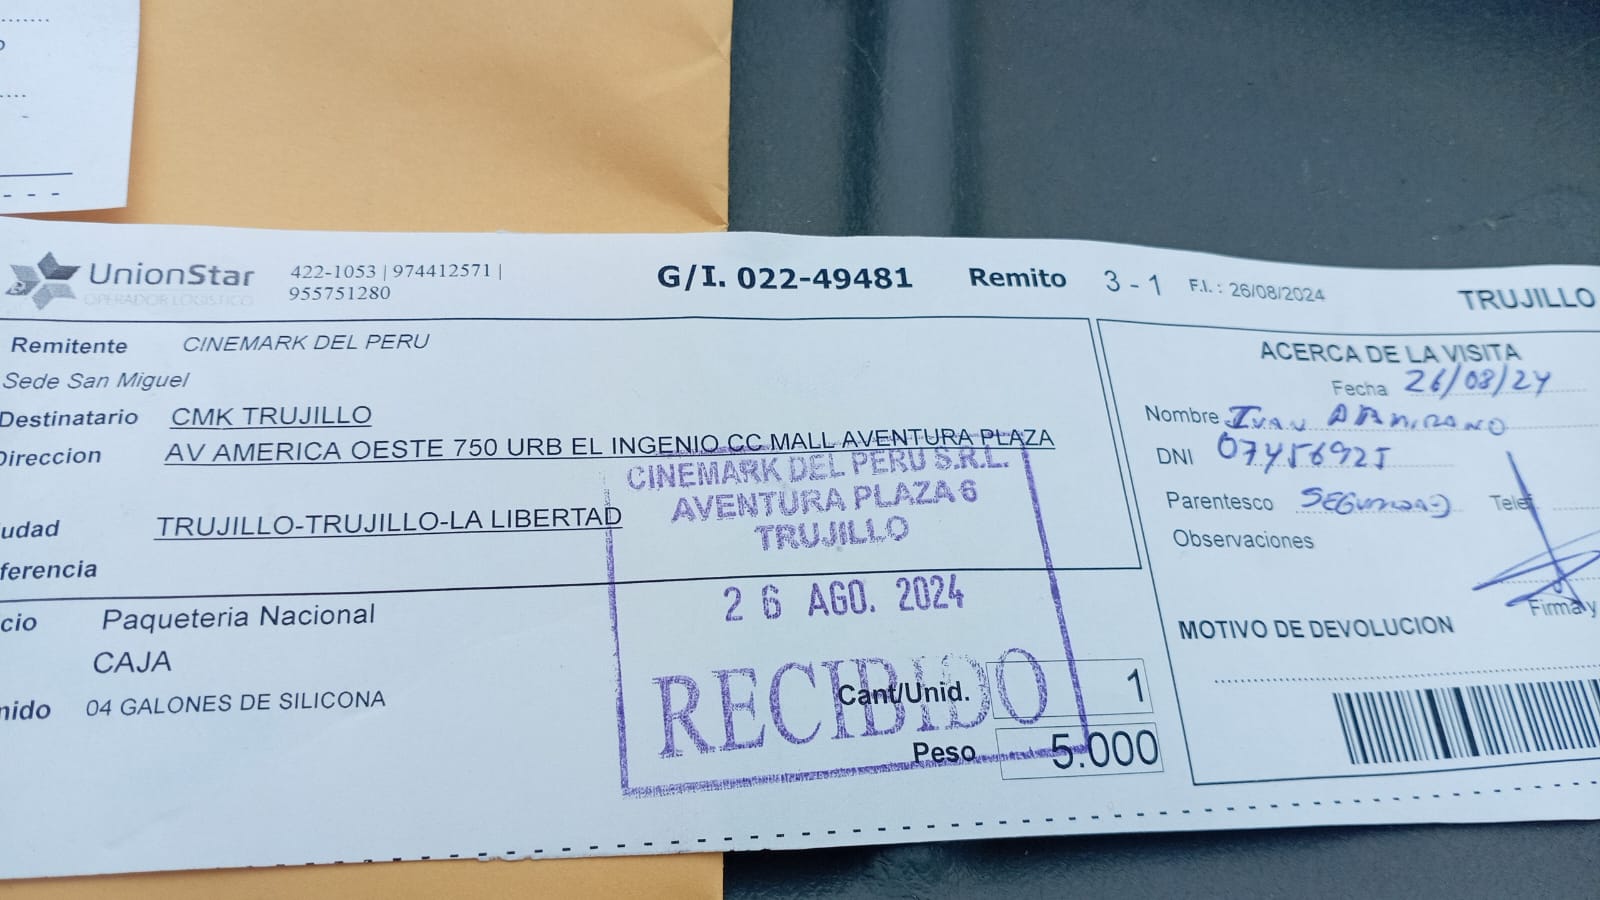 UnionStar
OPERADOR LOGISTICO
422-1053 | 974412571 |
955751280
G/I. 022-49481
Remito 3 - 1
F.I. : 26/08/2024
TRUJILLO
Remitente CINEMARK DEL PERU
Sede San Miguel
Destinatario CMK TRUJILLO
Direccion AV AMERICA OESTE 750 URB EL INGENIO CC MALL AVENTURA PLAZA
udad TRUJILLO-TRUJILLO-LA LIBERTAD
ferencia
cio Paqueteria Nacional
CAJA
nido 04 GALONES DE SILICONA
Cant/Unid. 1
Peso 5.000
CINEMARK DEL PERU S.R.L.
AVENTURA PLAZA 6
TRUJILLO
26 AGO. 2024
RECIBIDO
ACERCA DE LA VISITA
Fecha 26/08/24
Nombre IVAN
DNI 07456925
Parentesco SEGURIDAD
Telef
Observaciones
Firma y
MOTIVO DE DEVOLUCION